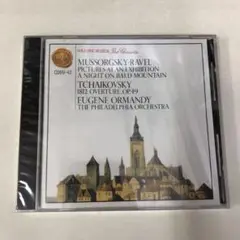 MUSSORGSKY-RAVEL
PICTURES AT AN EXHIBITION
A NIGHT ON BALD MOUNTAIN
TCHAIKOVSKY
1812 OVERTURE, OP. 49
EUGENE ORMANDY
THE PHILADELPHIA ORCHESTRA